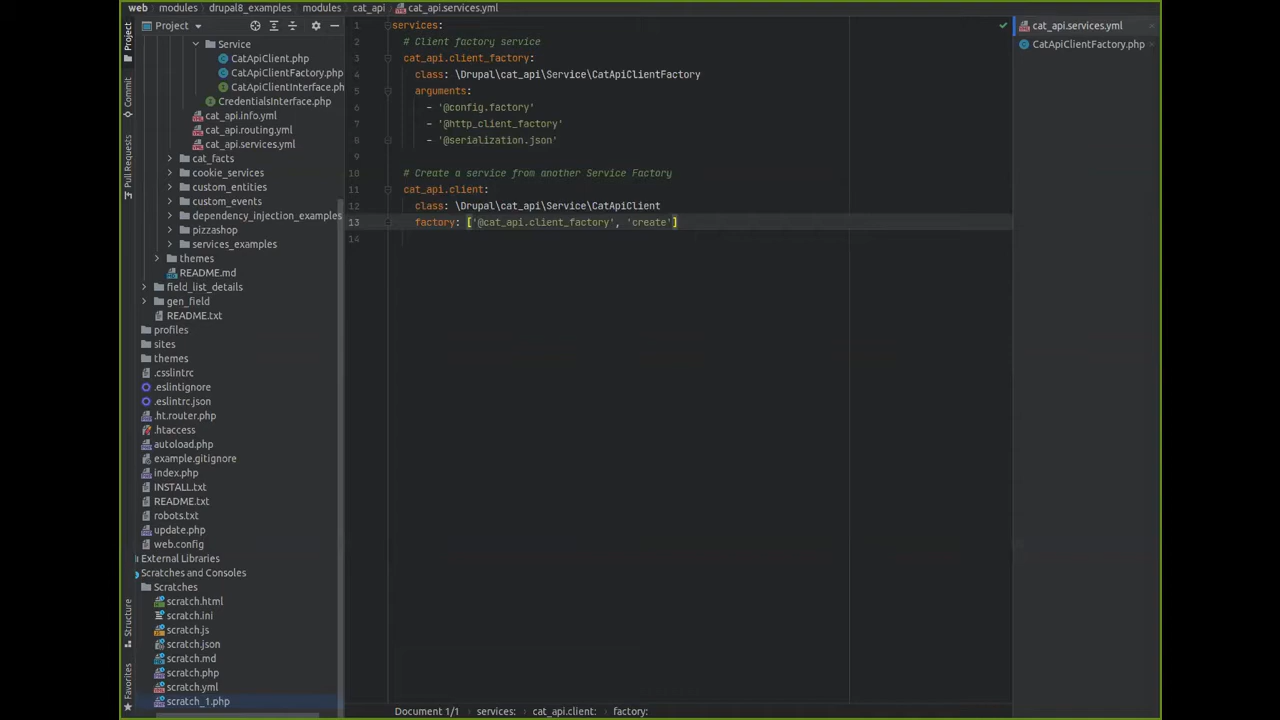 web modules drupal8_examples modules cat_api cat_api.services.yml
Project
Service
CatApiClient.php
CatApiClientFactory.php
CatApiClientInterface.ph
CredentialsInterface.php
cat_api.info.yml
cat_api.routing.yml
cat_api.services.yml
cat_facts
cookie_services
custom_entities
custom_events
dependency_injection_examples
pizzashop
services_examples
themes
README.md
field_list_details
gen_field
README.txt
profiles
sites
themes
.csslintrc
.eslintignore
.eslintrc.json
.ht.router.php
.htaccess
autoload.php
example.gitignore
index.php
INSTALL.txt
README.txt
robots.txt
update.php
web.config
External Libraries
Scratches and Consoles
Scratches
scratch.html
scratch.ini
scratch.js
scratch.json
scratch.md
scratch.php
scratch.yml
scratch_1.php
Project
Commit
Pull Requests
Structure
Favorites
1 services:
2 # Client factory service
3 cat_api.client_factory:
4 class: \Drupal\cat_api\Service\CatApiClientFactory
5 arguments:
6 - '@config.factory'
7 - '@http_client_factory'
8 - '@serialization.json'
9
10 # Create a service from another Service Factory
11 cat_api.client:
12 class: \Drupal\cat_api\Service\CatApiClient
13 factory: ['@cat_api.client_factory', 'create']
14
cat_api.services.yml
CatApiClientFactory.php
Document 1/1 services: cat_api.client: factory: